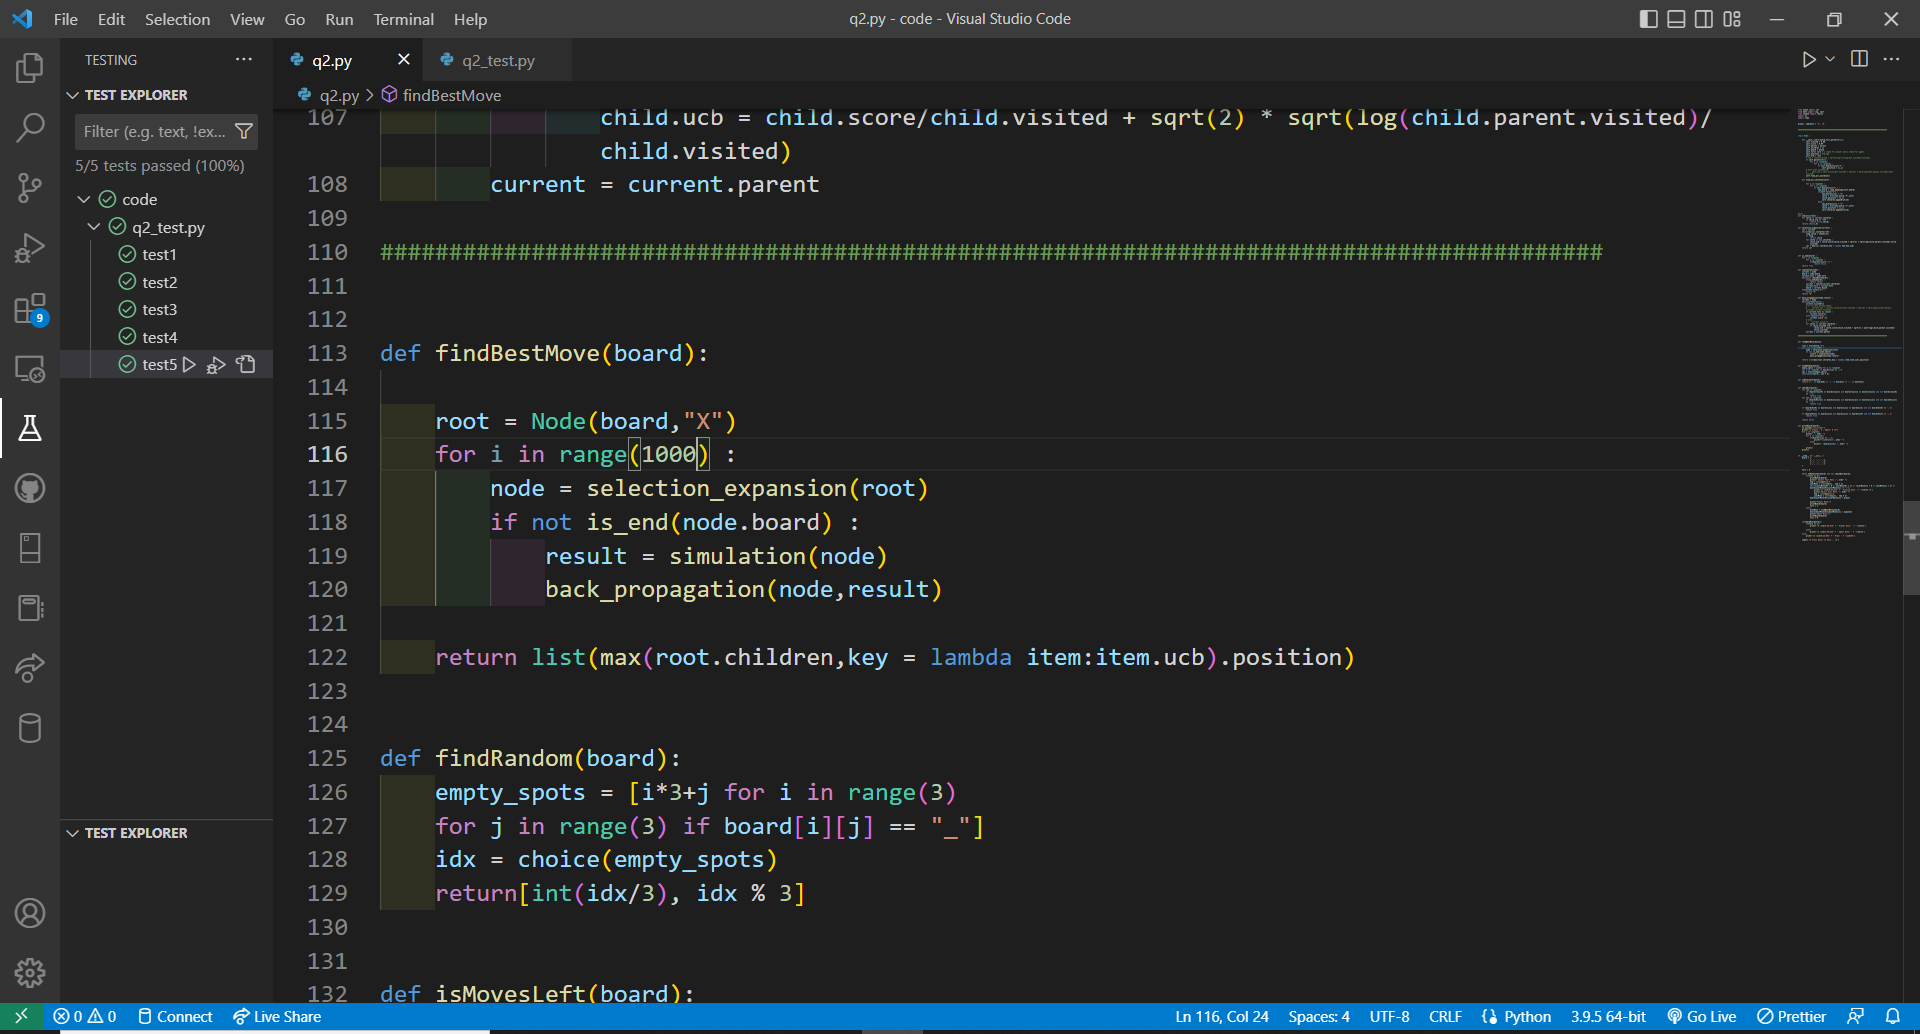 File Edit Selection View Go Run Terminal Help
q2.py - code - Visual Studio Code
TESTING
q2.py
q2_test.py
TEST EXPLORER
q2.py > findBestMove
Filter (e.g. text, !ex...
5/5 tests passed (100%)
code
q2_test.py
test1
test2
test3
test4
test5
9
TEST EXPLORER
107 child.ucb = child.score/child.visited + sqrt(2) * sqrt(log(child.parent.visited)/
child.visited)
108 current = current.parent
109
110 #########################################################################################
111
112
113 def findBestMove(board):
114
115 root = Node(board,"X")
116 for i in range(1000) :
117 node = selection_expansion(root)
118 if not is_end(node.board) :
119 result = simulation(node)
120 back_propagation(node,result)
121
122 return list(max(root.children,key = lambda item:item.ucb).position)
123
124
125 def findRandom(board):
126 empty_spots = [i*3+j for i in range(3)
127 for j in range(3) if board[i][j] == "_"]
128 idx = choice(empty_spots)
129 return[int(idx/3), idx % 3]
130
131
132 def isMovesLeft(board):
0 0 Connect Live Share
Ln 116, Col 24 Spaces: 4 UTF-8 CRLF Python 3.9.5 64-bit Go Live Prettier